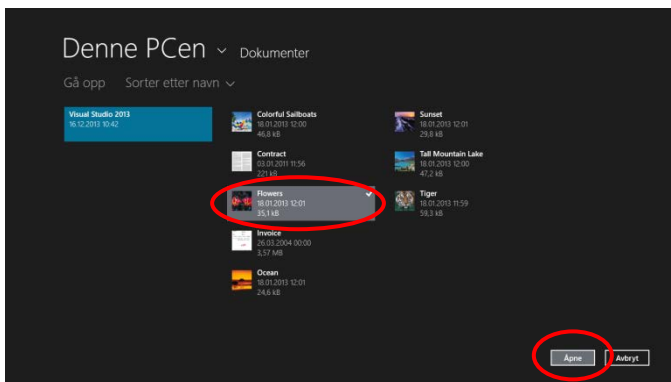 Denne PCen Dokumenter
Gå opp Sorter etter navn
Visual Studio 2013
16.12.2013 10.42
Colorful Sailboats
18.01.2013 12:00
46,8 kB
Contract
03.01.2011 11:56
221 kB
Flowers
18.01.2013 12:01
35,1 kB
Invoice
26.03.2004 00:00
3,57 MB
Ocean
18.01.2013 12:01
24,6 kB
Sunset
18.01.2013 12:01
29,8 kB
Tall Mountain Lake
18.01.2013 12:00
47,2 kB
Tiger
18.01.2013 11:59
59,3 kB
Åpne Avbryt